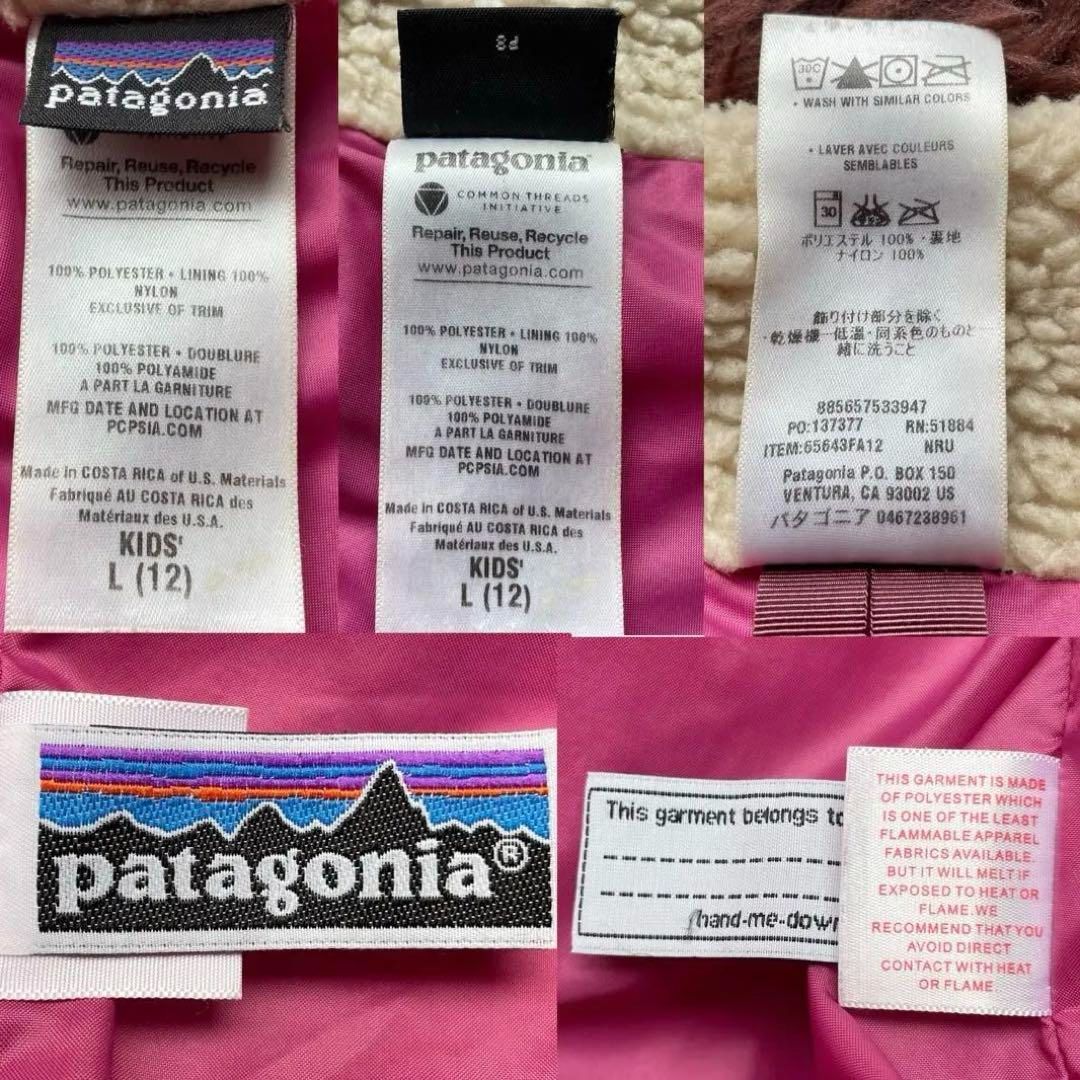 patagonia
Repair, Reuse, Recycle
This Product
www.patagonia.com
100% POLYESTER • LINING 100%
NYLON
EXCLUSIVE OF TRIM
100% POLYESTER • DOUBLURE
100% POLYAMIDE
A PART LA GARNITURE
MFG DATE AND LOCATION AT
PCPSIA.COM
Made in COSTA RICA of U.S. Materials
Fabriqué AU COSTA RICA des
Matériaux des U.S.A.
KIDS'
L (12)
P8
patagonia
COMMON THREADS
INITIATIVE
Repair, Reuse, Recycle
This Product
www.patagonia.com
100% POLYESTER • LINING 100%
NYLON
EXCLUSIVE OF TRIM
100% POLYESTER • DOUBLURE
100% POLYAMIDE
A PART LA GARNITURE
MFG DATE AND LOCATION AT
PCPSIA.COM
Made in COSTA RICA of U.S. Materials
Fabriqué AU COSTA RICA des
Matériaux des U.S.A.
KIDS'
L (12)
30C
• WASH WITH SIMILAR COLORS
• LAVER AVEC COULEURS
SEMBLABLES
30
ポリエステル 100%・裏地
ナイロン 100%
飾り付け部分を除く
・乾燥機ー低温・同系色のものと
緒に洗うこと
885657533947
PO:137377 RN:51884
ITEM:65643FA12 NRU
Patagonia P.O. BOX 150
VENTURA, CA 93002 US
パタゴニア 0467238961
patagonia®
This garment belongs to
hand-me-down
THIS GARMENT IS MADE
OF POLYESTER WHICH
IS ONE OF THE LEAST
FLAMMABLE APPAREL
FABRICS AVAILABLE.
BUT IT WILL MELT IF
EXPOSED TO HEAT OR
FLAME.WE
RECOMMEND THAT YOU
AVOID DIRECT
CONTACT WITH HEAT
OR FLAME.